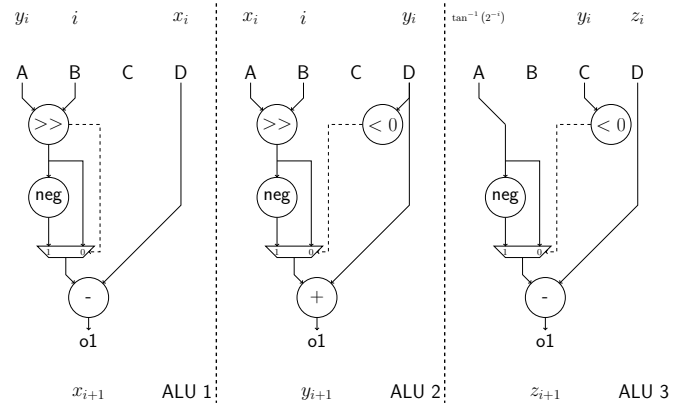 y_i i x_i x_i i y_i tan^{-1}(2^{-i}) y_i z_i
A B C D A B C D A B C D
>> >> < 0 < 0
neg neg neg
1 0 1 0 1 0
- + -
o1 o1 o1
x_{i+1} ALU 1 y_{i+1} ALU 2 z_{i+1} ALU 3